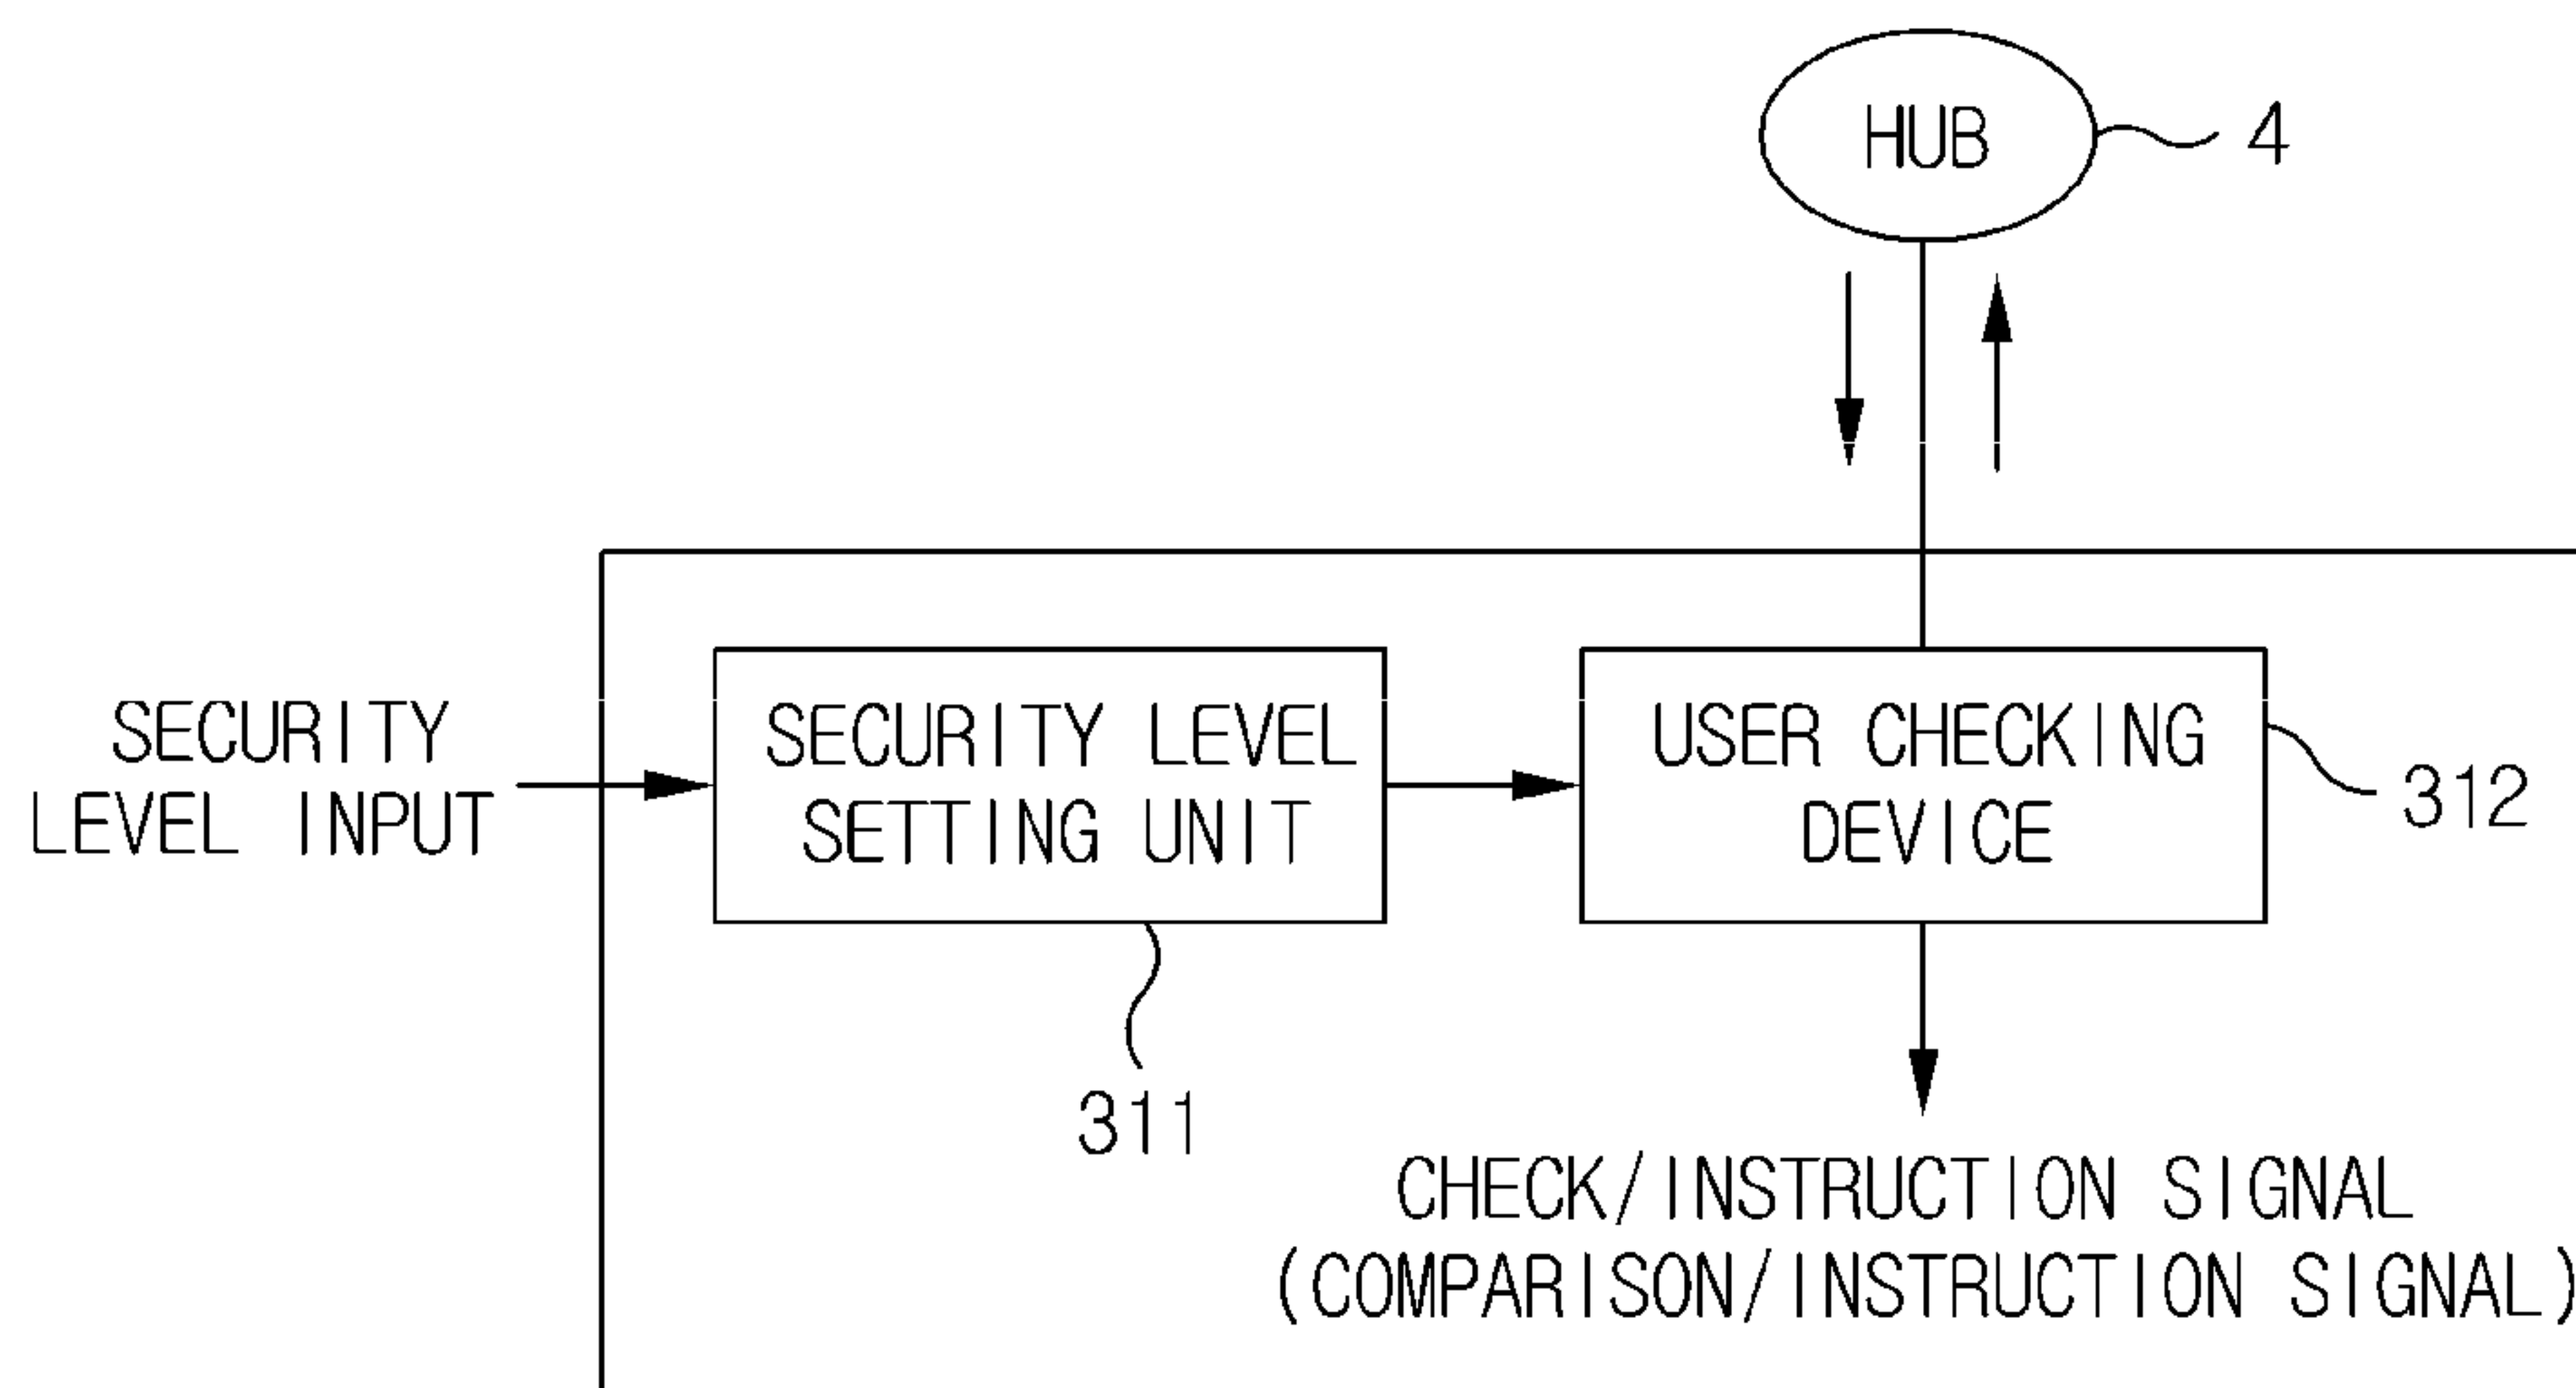 HUB
4
SECURITY
LEVEL INPUT
SECURITY LEVEL
SETTING UNIT
USER CHECKING
DEVICE
312
311
CHECK/INSTRUCTION SIGNAL
(COMPARISON/INSTRUCTION SIGNAL)